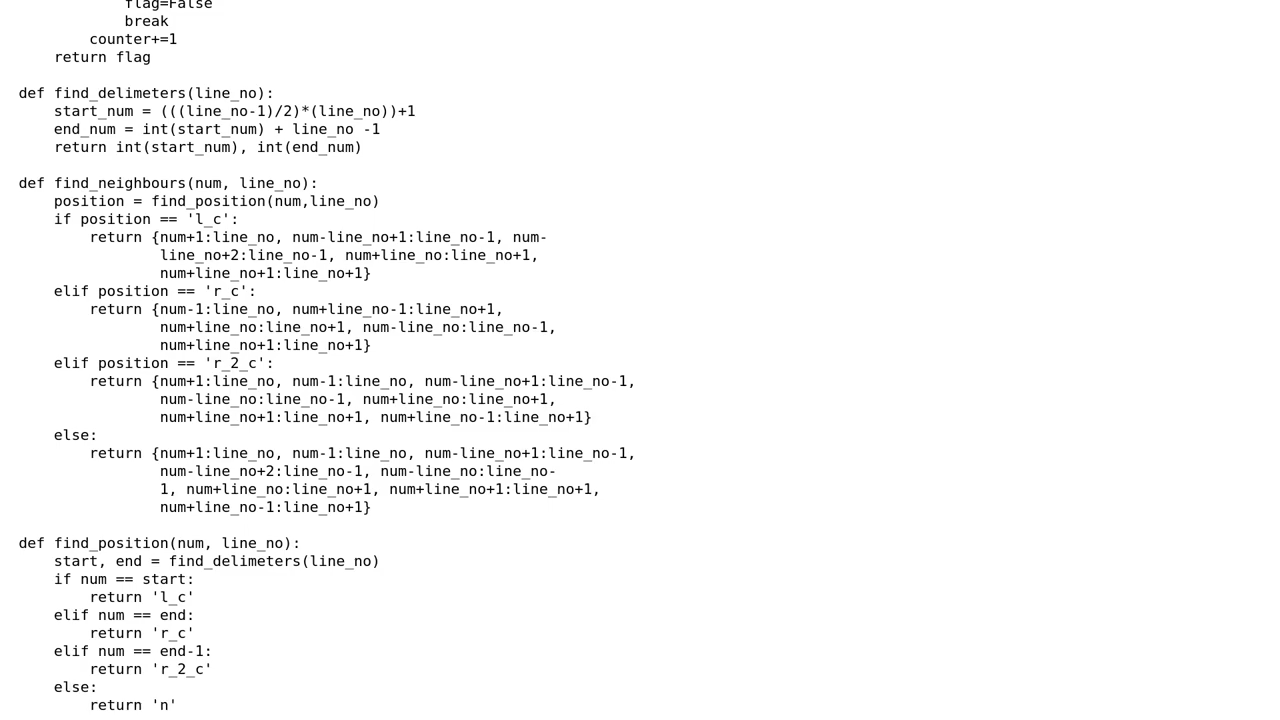 flag=False
            break
        counter+=1
    return flag

def find_delimeters(line_no):
    start_num = (((line_no-1)/2)*(line_no))+1
    end_num = int(start_num) + line_no -1
    return int(start_num), int(end_num)

def find_neighbours(num, line_no):
    position = find_position(num,line_no)
    if position == 'l_c':
        return {num+1:line_no, num-line_no+1:line_no-1, num-
                line_no+2:line_no-1, num+line_no:line_no+1,
                num+line_no+1:line_no+1}
    elif position == 'r_c':
        return {num-1:line_no, num+line_no-1:line_no+1,
                num+line_no:line_no+1, num-line_no:line_no-1,
                num+line_no+1:line_no+1}
    elif position == 'r_2_c':
        return {num+1:line_no, num-1:line_no, num-line_no+1:line_no-1,
                num-line_no:line_no-1, num+line_no:line_no+1,
                num+line_no+1:line_no+1, num+line_no-1:line_no+1}
    else:
        return {num+1:line_no, num-1:line_no, num-line_no+1:line_no-1,
                num-line_no+2:line_no-1, num-line_no:line_no-
                1, num+line_no:line_no+1, num+line_no+1:line_no+1,
                num+line_no-1:line_no+1}

def find_position(num, line_no):
    start, end = find_delimeters(line_no)
    if num == start:
        return 'l_c'
    elif num == end:
        return 'r_c'
    elif num == end-1:
        return 'r_2_c'
    else:
        return 'n'